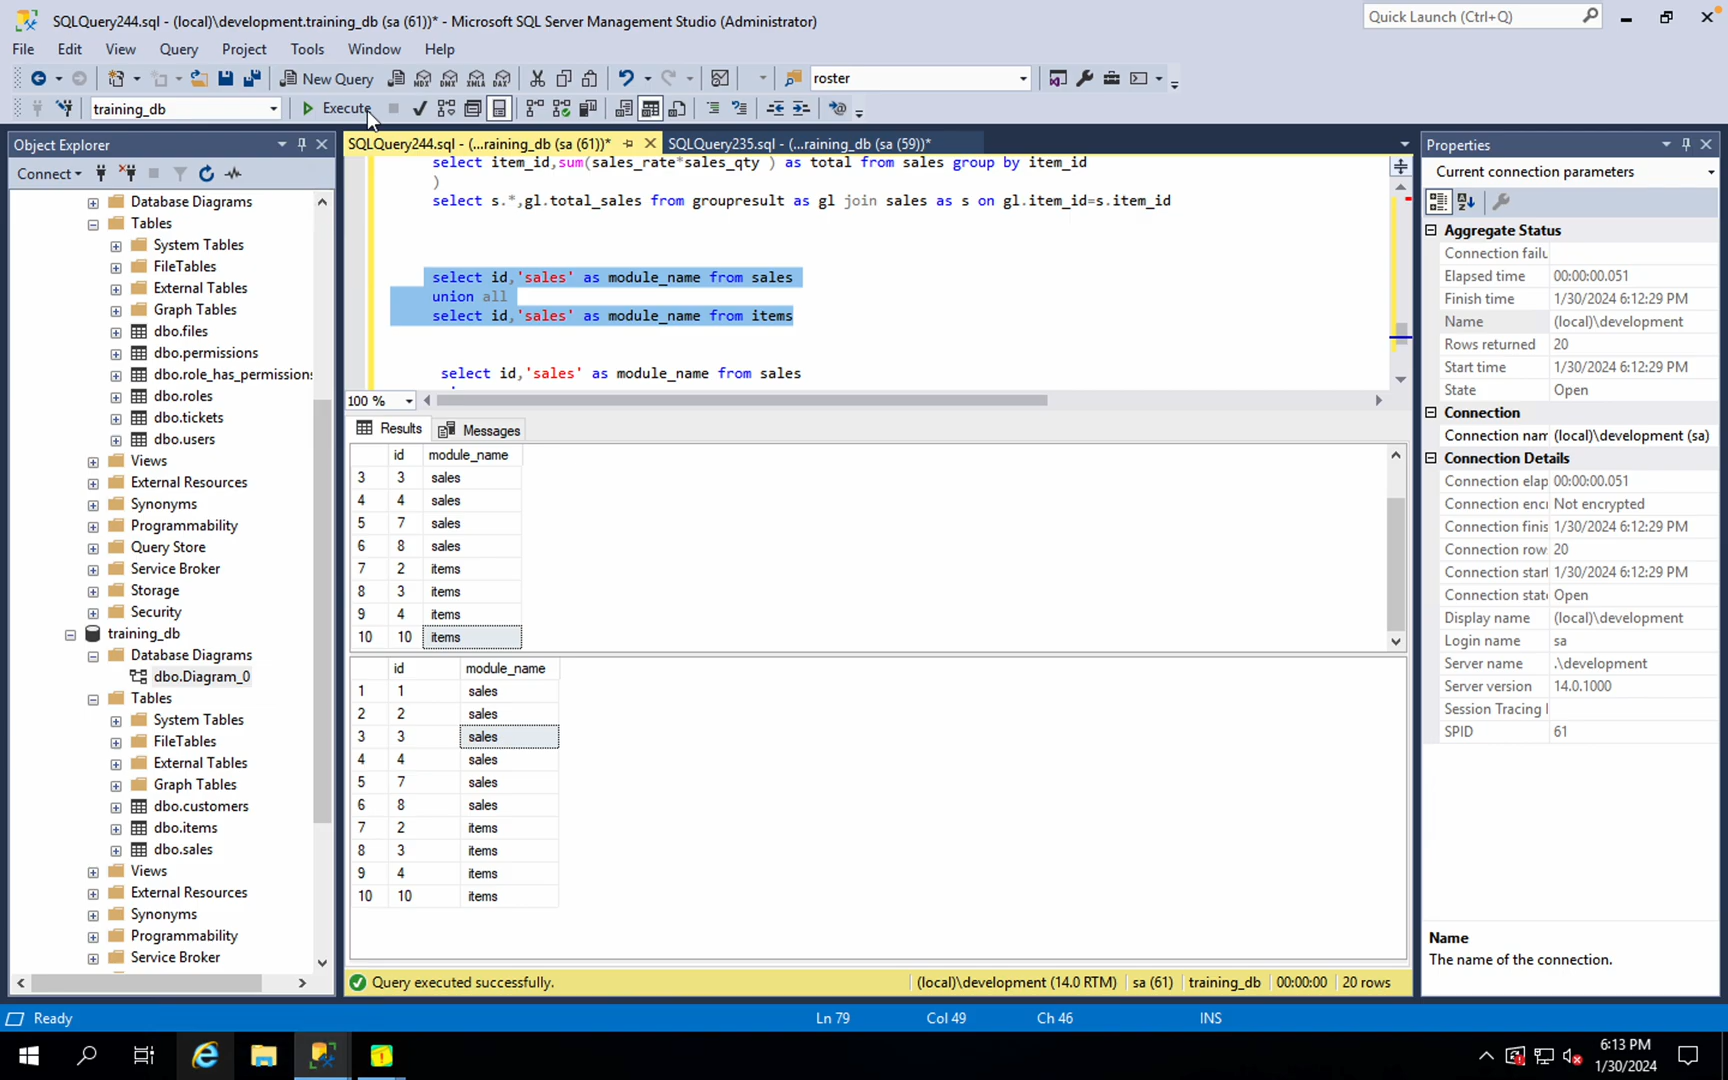 SQLQuery244.sql - (local)\development.training_db (sa (61))* - Microsoft SQL Server Management Studio (Administrator)
Quick Launch (Ctrl+Q)
File Edit View Query Project Tools Window Help
New Query MDX DMX XMLA DAX roster
training_db Execute
Object Explorer
Connect
Database Diagrams
Tables
System Tables
FileTables
External Tables
Graph Tables
dbo.files
dbo.permissions
dbo.role_has_permissions
dbo.roles
dbo.tickets
dbo.users
Views
External Resources
Synonyms
Programmability
Query Store
Service Broker
Storage
Security
training_db
Database Diagrams
dbo.Diagram_0
Tables
System Tables
FileTables
External Tables
Graph Tables
dbo.customers
dbo.items
dbo.sales
Views
External Resources
Synonyms
Programmability
Service Broker
SQLQuery244.sql - (...raining_db (sa (61))* SQLQuery235.sql - (...raining_db (sa (59))*
select item_id,sum(sales_rate*sales_qty ) as total from sales group by item_id
)
select s.*,gl.total_sales from groupresult as gl join sales as s on gl.item_id=s.item_id
select id,'sales' as module_name from sales
union all
select id,'sales' as module_name from items
select id,'sales' as module_name from sales
100 %
Results Messages
id module_name
3 3 sales
4 4 sales
5 7 sales
6 8 sales
7 2 items
8 3 items
9 4 items
10 10 items
id module_name
1 1 sales
2 2 sales
3 3 sales
4 4 sales
5 7 sales
6 8 sales
7 2 items
8 3 items
9 4 items
10 10 items
Query executed successfully. (local)\development (14.0 RTM) sa (61) training_db 00:00:00 20 rows
Properties
Current connection parameters
Aggregate Status
Connection failu
Elapsed time 00:00:00.051
Finish time 1/30/2024 6:12:29 PM
Name (local)\development
Rows returned 20
Start time 1/30/2024 6:12:29 PM
State Open
Connection
Connection nam (local)\development (sa)
Connection Details
Connection elap 00:00:00.051
Connection encr Not encrypted
Connection finis 1/30/2024 6:12:29 PM
Connection row: 20
Connection start 1/30/2024 6:12:29 PM
Connection state Open
Display name (local)\development
Login name sa
Server name .\development
Server version 14.0.1000
Session Tracing I
SPID 61
Name
The name of the connection.
Ready Ln 79 Col 49 Ch 46 INS
6:13 PM
1/30/2024